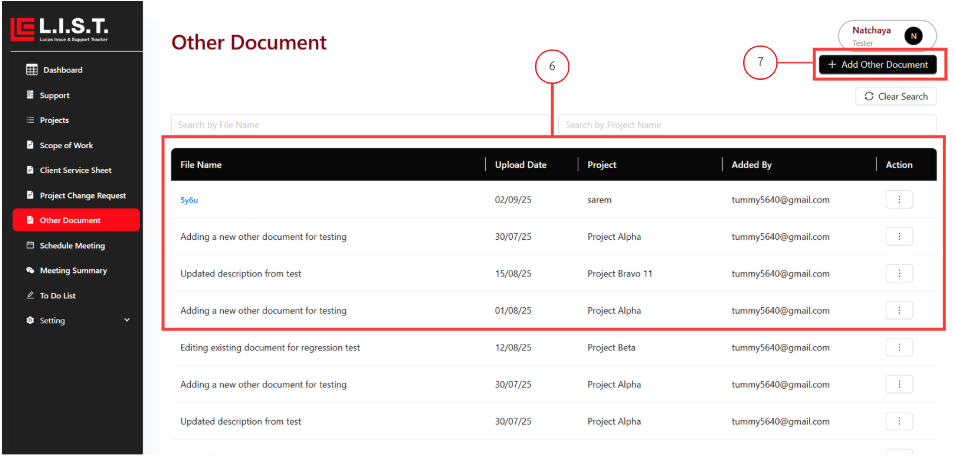 L.I.S.T.
Lucas Issue & Support Tracker
Dashboard
Support
Projects
Scope of Work
Client Service Sheet
Project Change Request
Other Document
Schedule Meeting
Meeting Summary
To Do List
Setting
Other Document
Natchaya
Tester
N
6
7
+ Add Other Document
Clear Search
Search by File Name
Search by Project Name
File Name Upload Date Project Added By Action
5y6u 02/09/25 sarem tummy5640@gmail.com
Adding a new other document for testing 30/07/25 Project Alpha tummy5640@gmail.com
Updated description from test 15/08/25 Project Bravo 11 tummy5640@gmail.com
Adding a new other document for testing 01/08/25 Project Alpha tummy5640@gmail.com
Editing existing document for regression test 12/08/25 Project Beta tummy5640@gmail.com
Adding a new other document for testing 30/07/25 Project Alpha tummy5640@gmail.com
Updated description from test 30/07/25 Project Alpha tummy5640@gmail.com